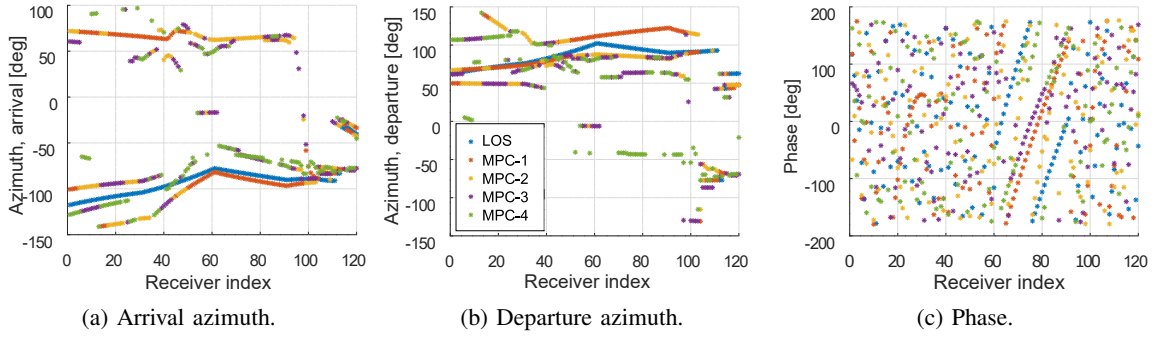 Azimuth, arrival [deg]
100
50
0
-50
-100
-150
0 20 40 60 80 100 120
Receiver index
(a) Arrival azimuth.
Azimuth, departure [deg]
150
100
50
0
-50
-100
-150
LOS
MPC-1
MPC-2
MPC-3
MPC-4
0 20 40 60 80 100 120
Receiver index
(b) Departure azimuth.
Phase [deg]
200
100
0
-100
-200
0 20 40 60 80 100 120
Receiver index
(c) Phase.